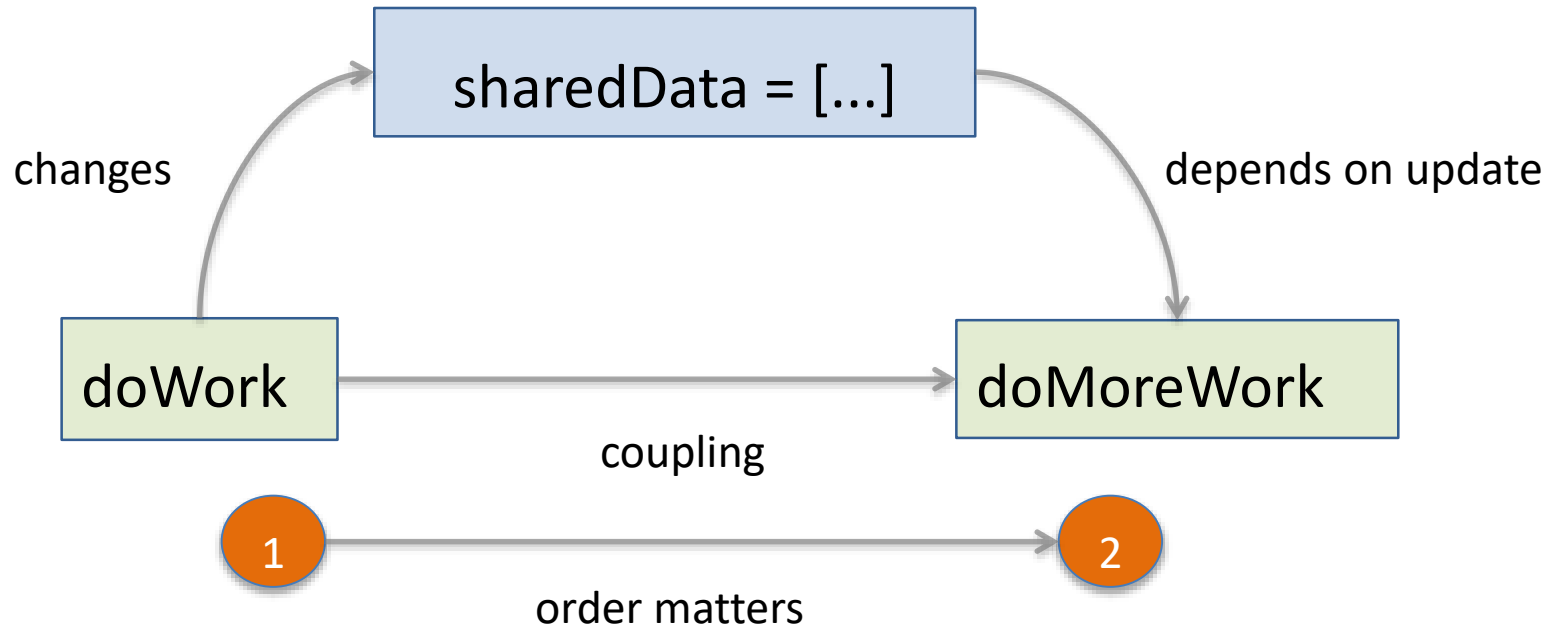 sharedData = [...]
changes
depends on update
doWork
doMoreWork
coupling
1
2
order matters